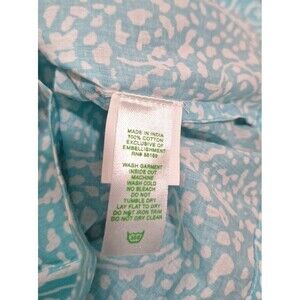 MADE IN INDIA
100% COTTON
EXCLUSIVE OF
EMBELLISHMENT
RN# 88169
WASH GARMENT
INSIDE OUT
MACHINE
WASH COLD
NO BLEACH
DO NOT
TUMBLE DRY
LAY FLAT TO DRY
DO NOT IRON TRIM
DO NOT DRY CLEAN